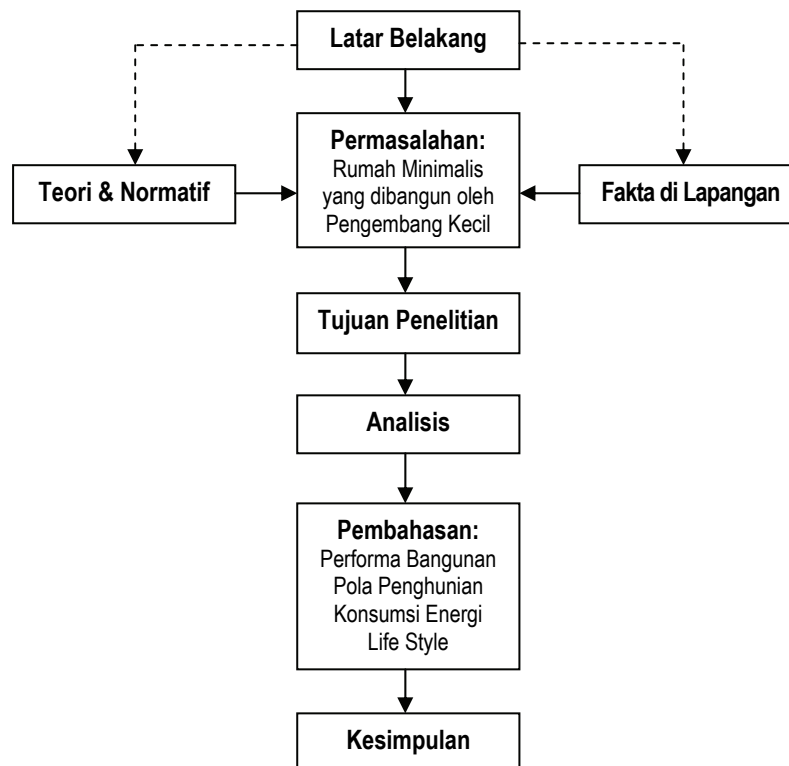 Latar Belakang
Permasalahan:
Rumah Minimalis
yang dibangun oleh
Pengembang Kecil
Teori & Normatif
Fakta di Lapangan
Tujuan Penelitian
Analisis
Pembahasan:
Performa Bangunan
Pola Penghunian
Konsumsi Energi
Life Style
Kesimpulan